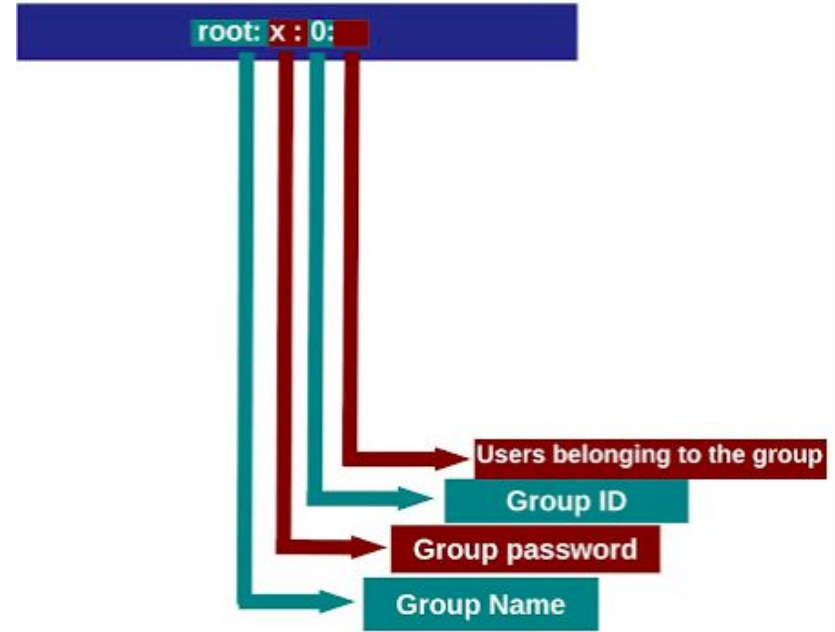 root: x : 0:
Users belonging to the group
Group ID
Group password
Group Name